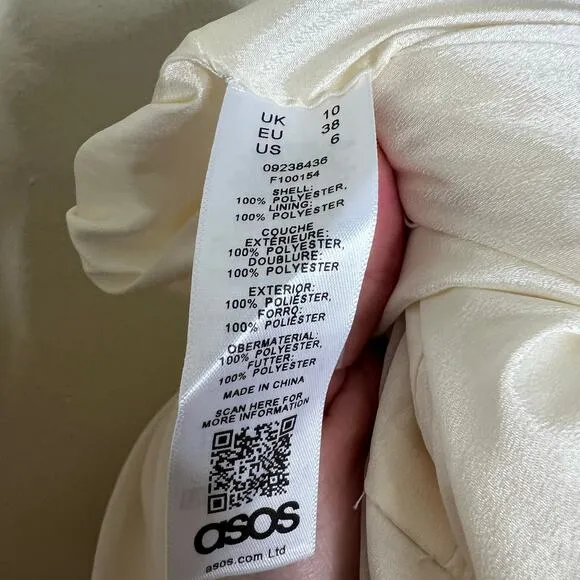 UK 10
EU 38
US 6
09238436
F100154
SHELL:
100% POLYESTER,
LINING:
100% POLYESTER
COUCHE
EXTÉRIEURE:
100% POLYESTER,
DOUBLURE:
100% POLYESTER
EXTERIOR:
100% POLIÉSTER,
FORRO:
100% POLIÉSTER
OBERMATERIAL:
100% POLYESTER,
FUTTER:
100% POLYESTER
MADE IN CHINA
SCAN HERE FOR
MORE INFORMATION
asos
asos.com Ltd